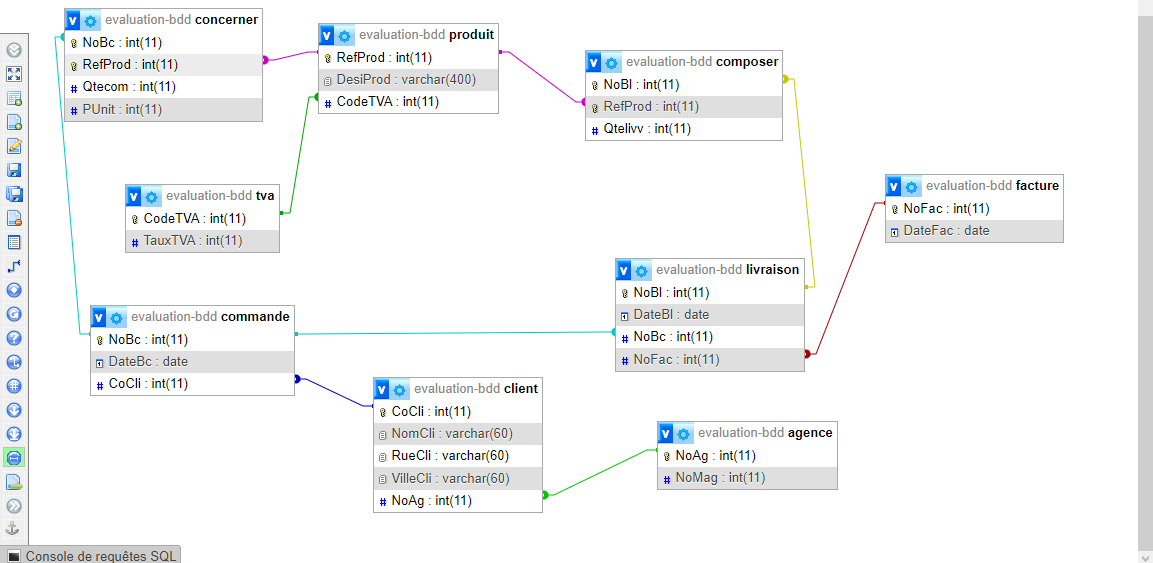 evaluation-bdd concerner
NoBc : int(11)
RefProd : int(11)
Qtecom : int(11)
PUnit : int(11)
evaluation-bdd produit
RefProd : int(11)
DesiProd : varchar(400)
CodeTVA : int(11)
evaluation-bdd composer
NoBl : int(11)
RefProd : int(11)
Qtelivv : int(11)
evaluation-bdd tva
CodeTVA : int(11)
TauxTVA : int(11)
evaluation-bdd facture
NoFac : int(11)
DateFac : date
evaluation-bdd livraison
NoBl : int(11)
DateBl : date
NoBc : int(11)
NoFac : int(11)
evaluation-bdd commande
NoBc : int(11)
DateBc : date
CoCli : int(11)
evaluation-bdd client
CoCli : int(11)
NomCli : varchar(60)
RueCli : varchar(60)
VilleCli : varchar(60)
NoAg : int(11)
evaluation-bdd agence
NoAg : int(11)
NoMag : int(11)
Console de requêtes SQL